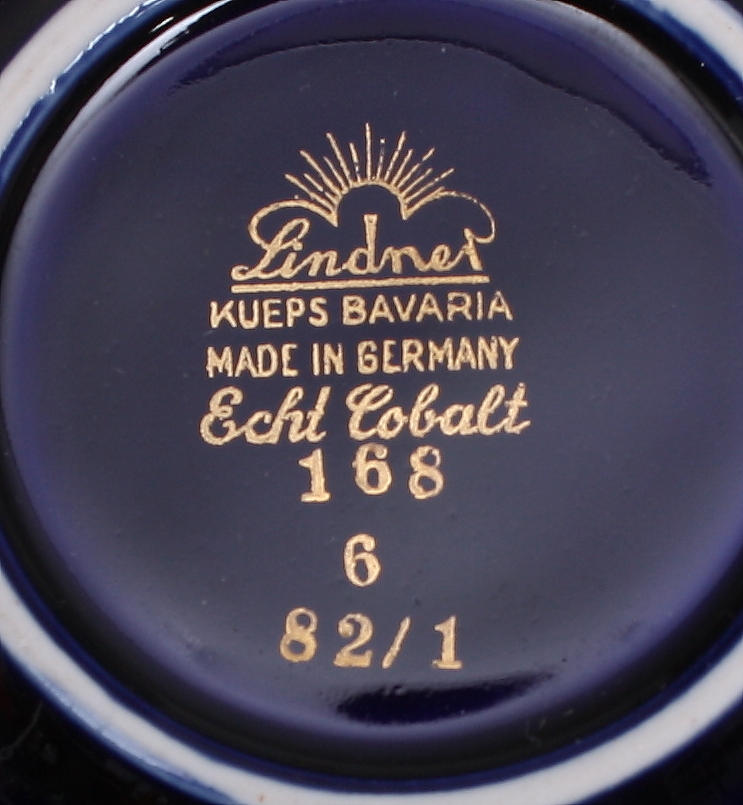 Lindner
KUEPS BAVARIA
MADE IN GERMANY
Echt Cobalt
168
6
82/1